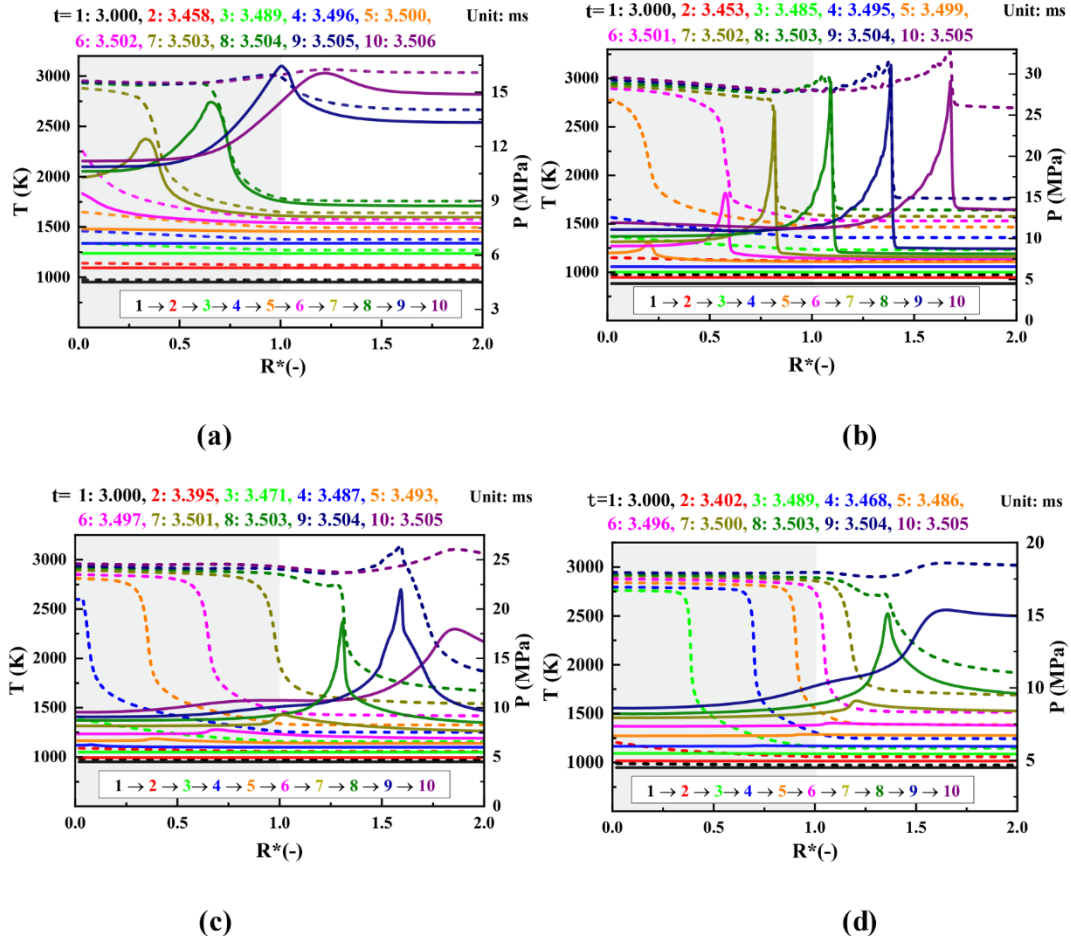 t= 1: 3.000, 2: 3.458, 3: 3.489, 4: 3.496, 5: 3.500, Unit: ms
6: 3.502, 7: 3.503, 8: 3.504, 9: 3.505, 10: 3.506
3000
2500
2000
1500
1000
T (K)
15
12
9
6
3
P (MPa)
1 → 2 → 3 → 4 → 5 → 6 → 7 → 8 → 9 → 10
0.0 0.5 1.0 1.5 2.0
R*(-)
(a)
t=1: 3.000, 2: 3.453, 3: 3.485, 4: 3.495, 5: 3.499, Unit: ms
6: 3.501, 7: 3.502, 8: 3.503, 9: 3.504, 10: 3.505
3000
2500
2000
1500
1000
T (K)
30
25
20
15
10
5
0
P (MPa)
1 → 2 → 3 → 4 → 5 → 6 → 7 → 8 → 9 → 10
0.0 0.5 1.0 1.5 2.0
R*(-)
(b)
t= 1: 3.000, 2: 3.395, 3: 3.471, 4: 3.487, 5: 3.493, Unit: ms
6: 3.497, 7: 3.501, 8: 3.503, 9: 3.504, 10: 3.505
3000
2500
2000
1500
1000
T (K)
25
20
15
10
5
0
P (MPa)
1 → 2 → 3 → 4 → 5 → 6 → 7 → 8 → 9 → 10
0.0 0.5 1.0 1.5 2.0
R*(-)
(c)
t=1: 3.000, 2: 3.402, 3: 3.489, 4: 3.468, 5: 3.486, Unit: ms
6: 3.496, 7: 3.500, 8: 3.503, 9: 3.504, 10: 3.505
3000
2500
2000
1500
1000
T (K)
20
15
10
5
P (MPa)
1 → 2 → 3 → 4 → 5 → 6 → 7 → 8 → 9 → 10
0.0 0.5 1.0 1.5 2.0
R*(-)
(d)